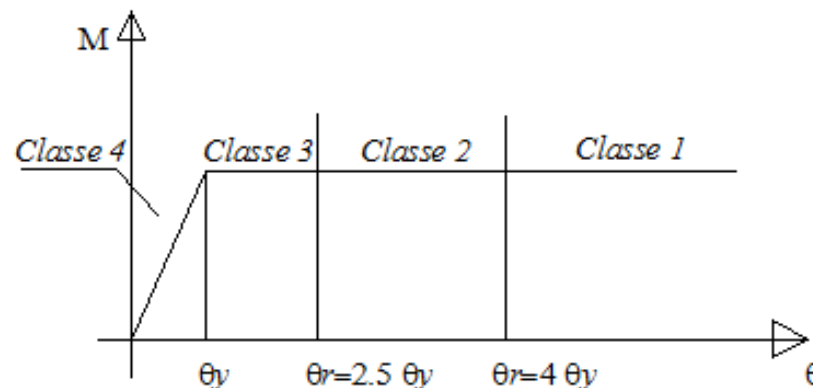 M
Classe 4
Classe 3
Classe 2
Classe 1
θy
θr=2.5 θy
θr=4 θy
θ